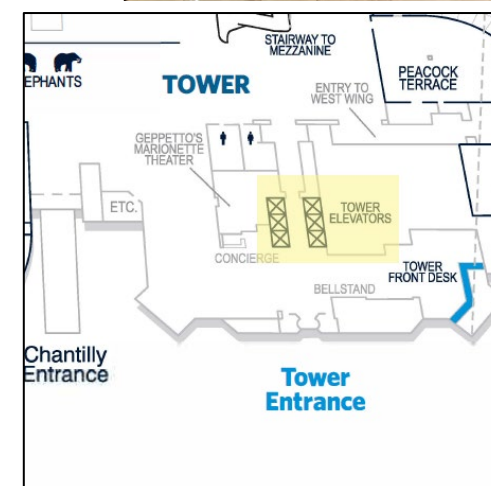 STAIRWAY TO
MEZZANINE
EPHANTS
TOWER
PEACOCK
TERRACE
ENTRY TO
WEST WING
GEPPETTO'S
MARIONETTE
THEATER
ETC.
TOWER
ELEVATORS
CONCIERGE
TOWER
FRONT DESK
BELLSTAND
Chantilly
Entrance
Tower
Entrance